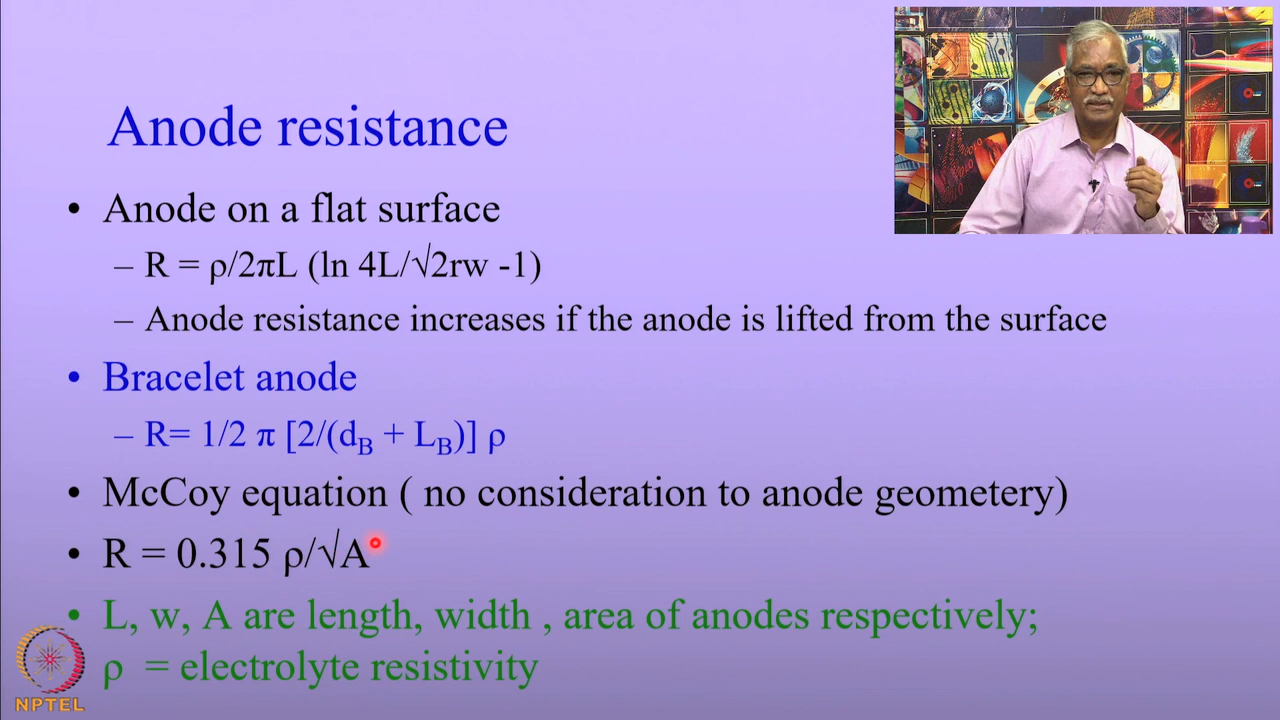 Anode resistance
• Anode on a flat surface
– R = ρ/2πL (ln 4L/√2rw -1)
– Anode resistance increases if the anode is lifted from the surface
• Bracelet anode
– R= 1/2 π [2/(d_B + L_B)] ρ
• McCoy equation ( no consideration to anode geometery)
• R = 0.315 ρ/√A
• L, w, A are length, width , area of anodes respectively;
ρ = electrolyte resistivity
NPTEL